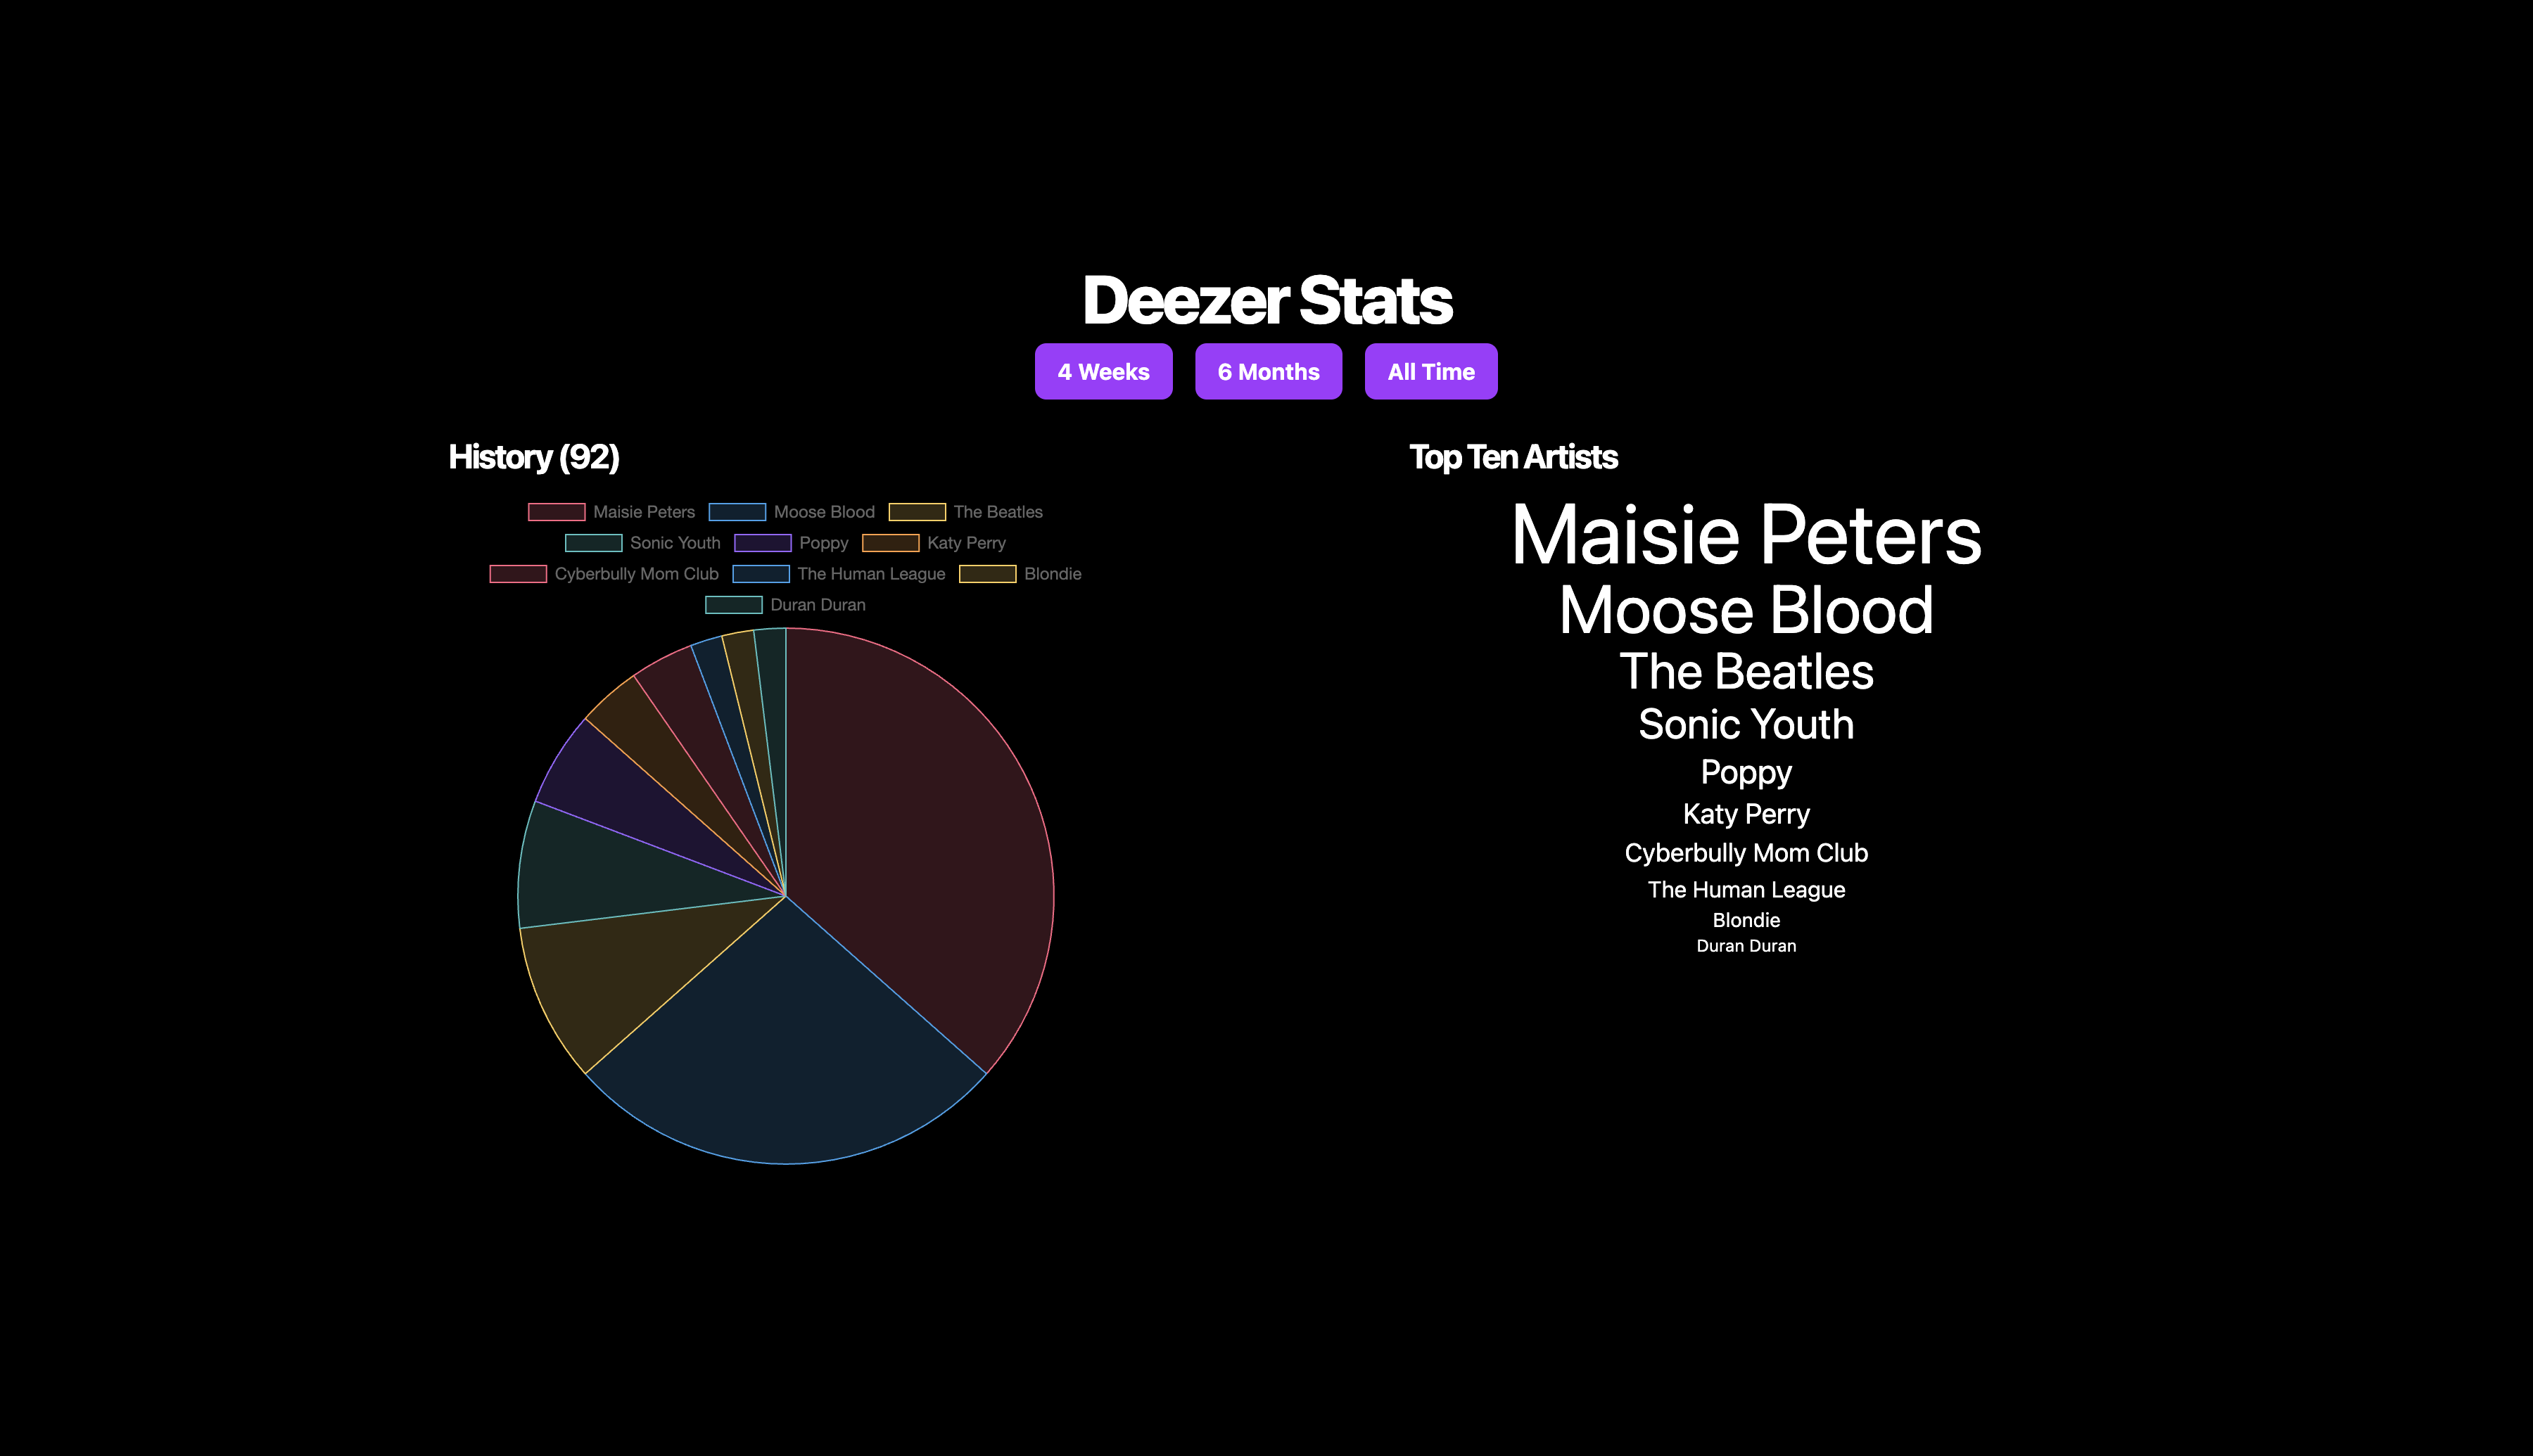 Deezer Stats
4 Weeks 6 Months All Time
History (92)
Maisie Peters Moose Blood The Beatles
Sonic Youth Poppy Katy Perry
Cyberbully Mom Club The Human League Blondie
Duran Duran
Top Ten Artists
Maisie Peters
Moose Blood
The Beatles
Sonic Youth
Poppy
Katy Perry
Cyberbully Mom Club
The Human League
Blondie
Duran Duran